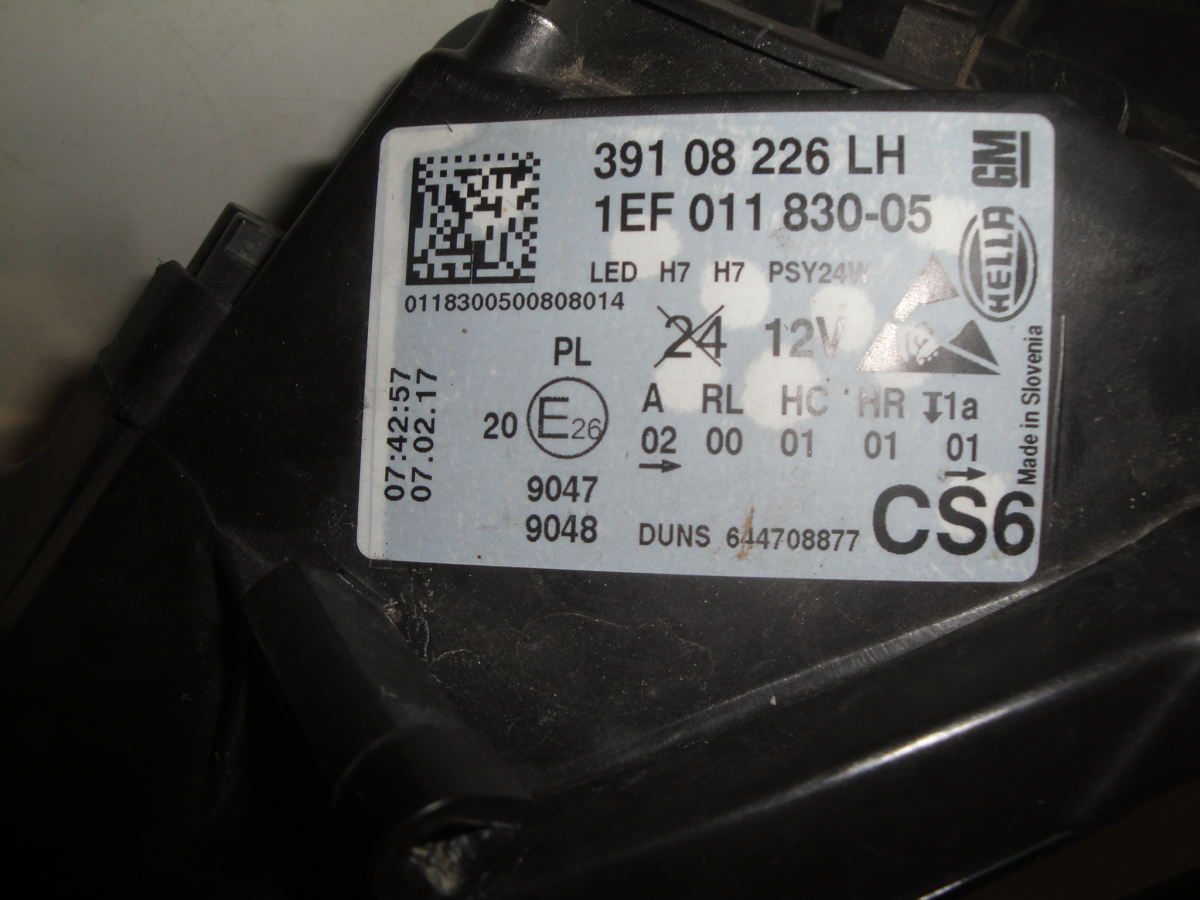 391 08 226 LH
GM
1EF 011 830-05
HELLA
LED H7 H7 PSY24W
0118300500808014
24 12V
PL
07:42:57
07.02.17
20 E26
A RL HC HR 1a
02 00 01 01 01
Made in Slovenia
9047
9048
DUNS 644708877
CS6